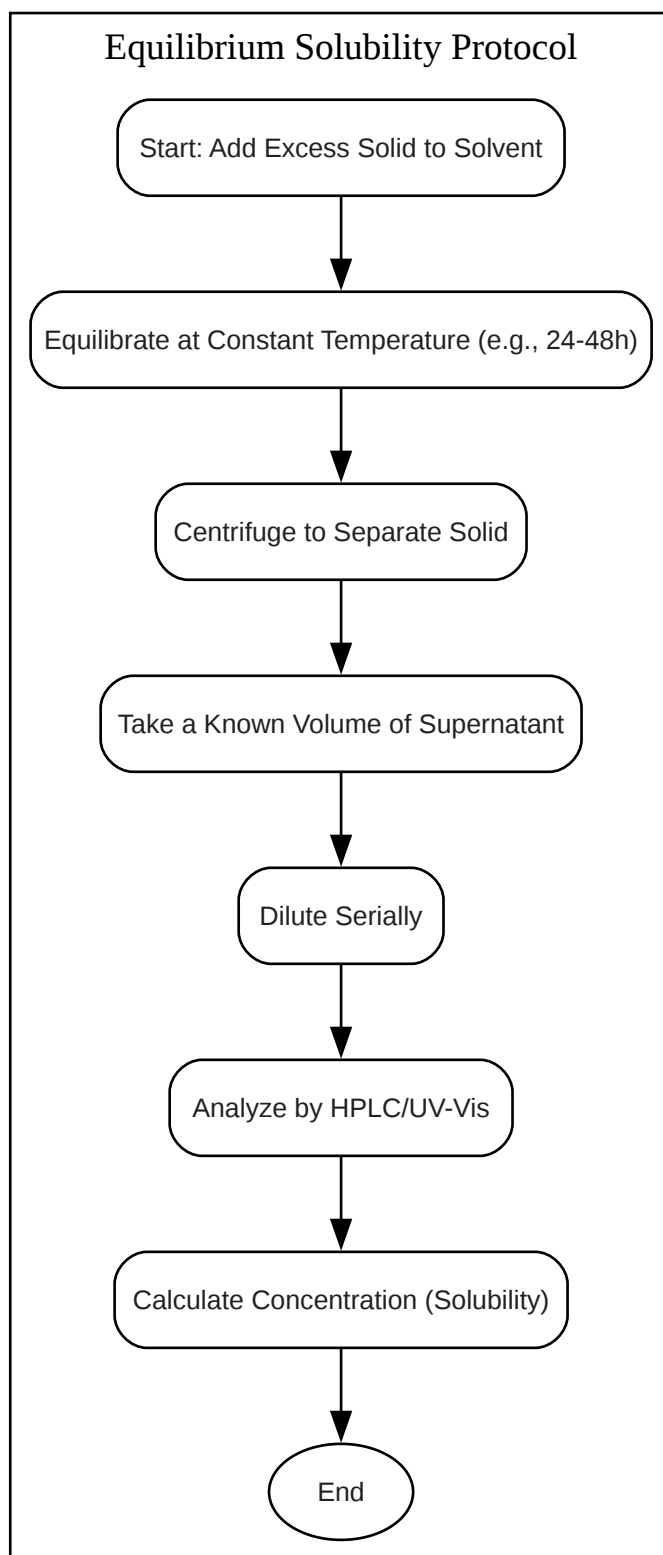 Equilibrium Solubility Protocol
Start: Add Excess Solid to Solvent
Equilibrate at Constant Temperature (e.g., 24-48h)
Centrifuge to Separate Solid
Take a Known Volume of Supernatant
Dilute Serially
Analyze by HPLC/UV-Vis
Calculate Concentration (Solubility)
End